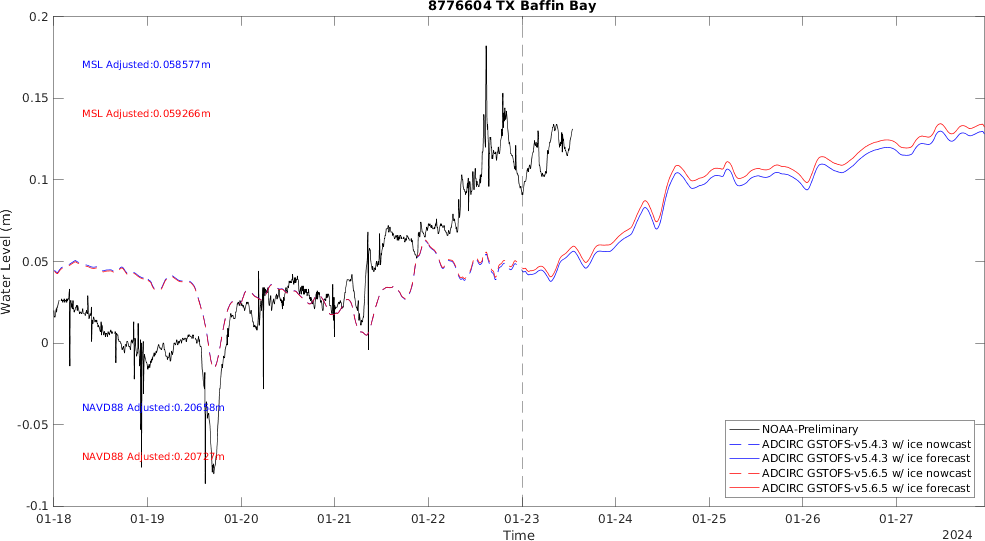 8776604 TX Baffin Bay
0.2
0.15
0.1
0.05
0
-0.05
-0.1
Water Level (m)
MSL Adjusted:0.058577m
MSL Adjusted:0.059266m
NAVD88 Adjusted:0.20658m
NAVD88 Adjusted:0.20727m
NOAA-Preliminary
ADCIRC GSTOFS-v5.4.3 w/ ice nowcast
ADCIRC GSTOFS-v5.4.3 w/ ice forecast
ADCIRC GSTOFS-v5.6.5 w/ ice nowcast
ADCIRC GSTOFS-v5.6.5 w/ ice forecast
01-18 01-19 01-20 01-21 01-22 01-23 01-24 01-25 01-26 01-27
Time
2024